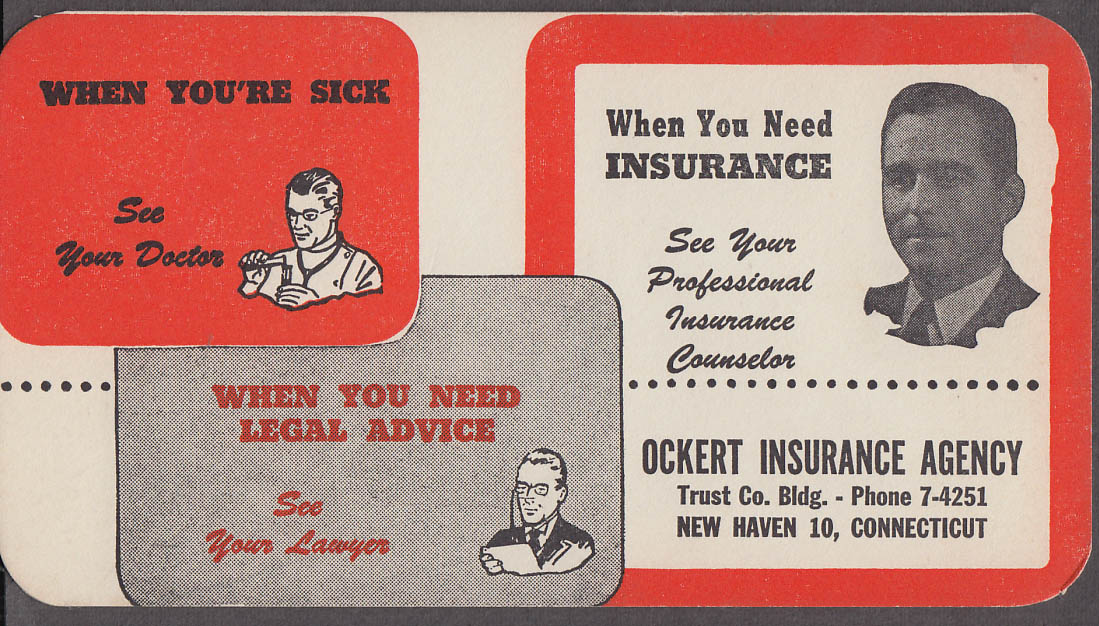 WHEN YOU'RE SICK
See
Your Doctor
WHEN YOU NEED
LEGAL ADVICE
See
Your Lawyer
When You Need
INSURANCE
See Your
Professional
Insurance
Counselor
OCKERT INSURANCE AGENCY
Trust Co. Bldg. - Phone 7-4251
NEW HAVEN 10, CONNECTICUT